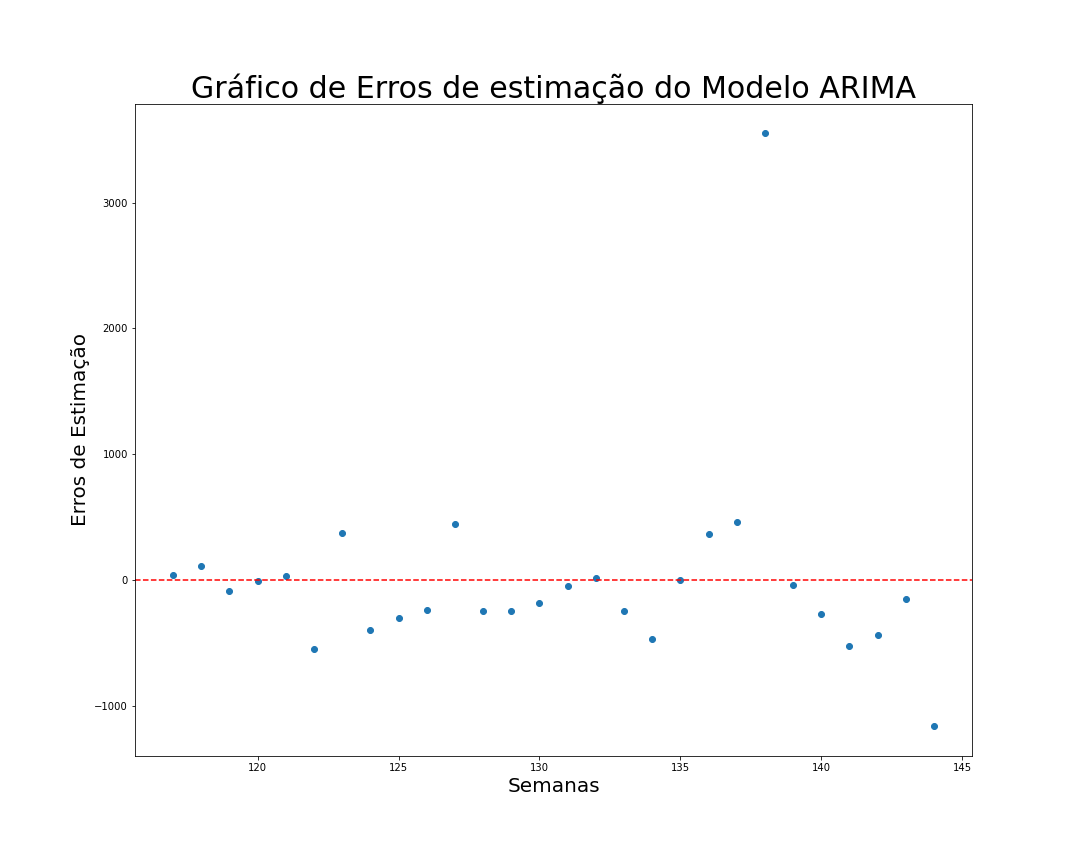 Gráfico de Erros de estimação do Modelo ARIMA
Erros de Estimação
3000
2000
1000
0
−1000
120 125 130 135 140 145
Semanas